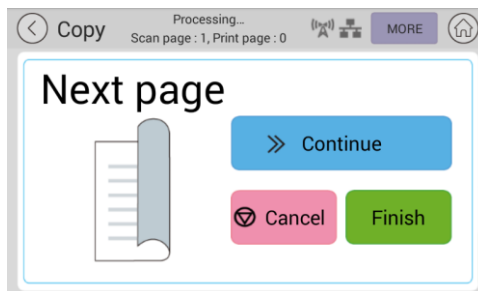 Copy
Processing...
Scan page : 1, Print page : 0
MORE
Next page
Continue
Cancel
Finish